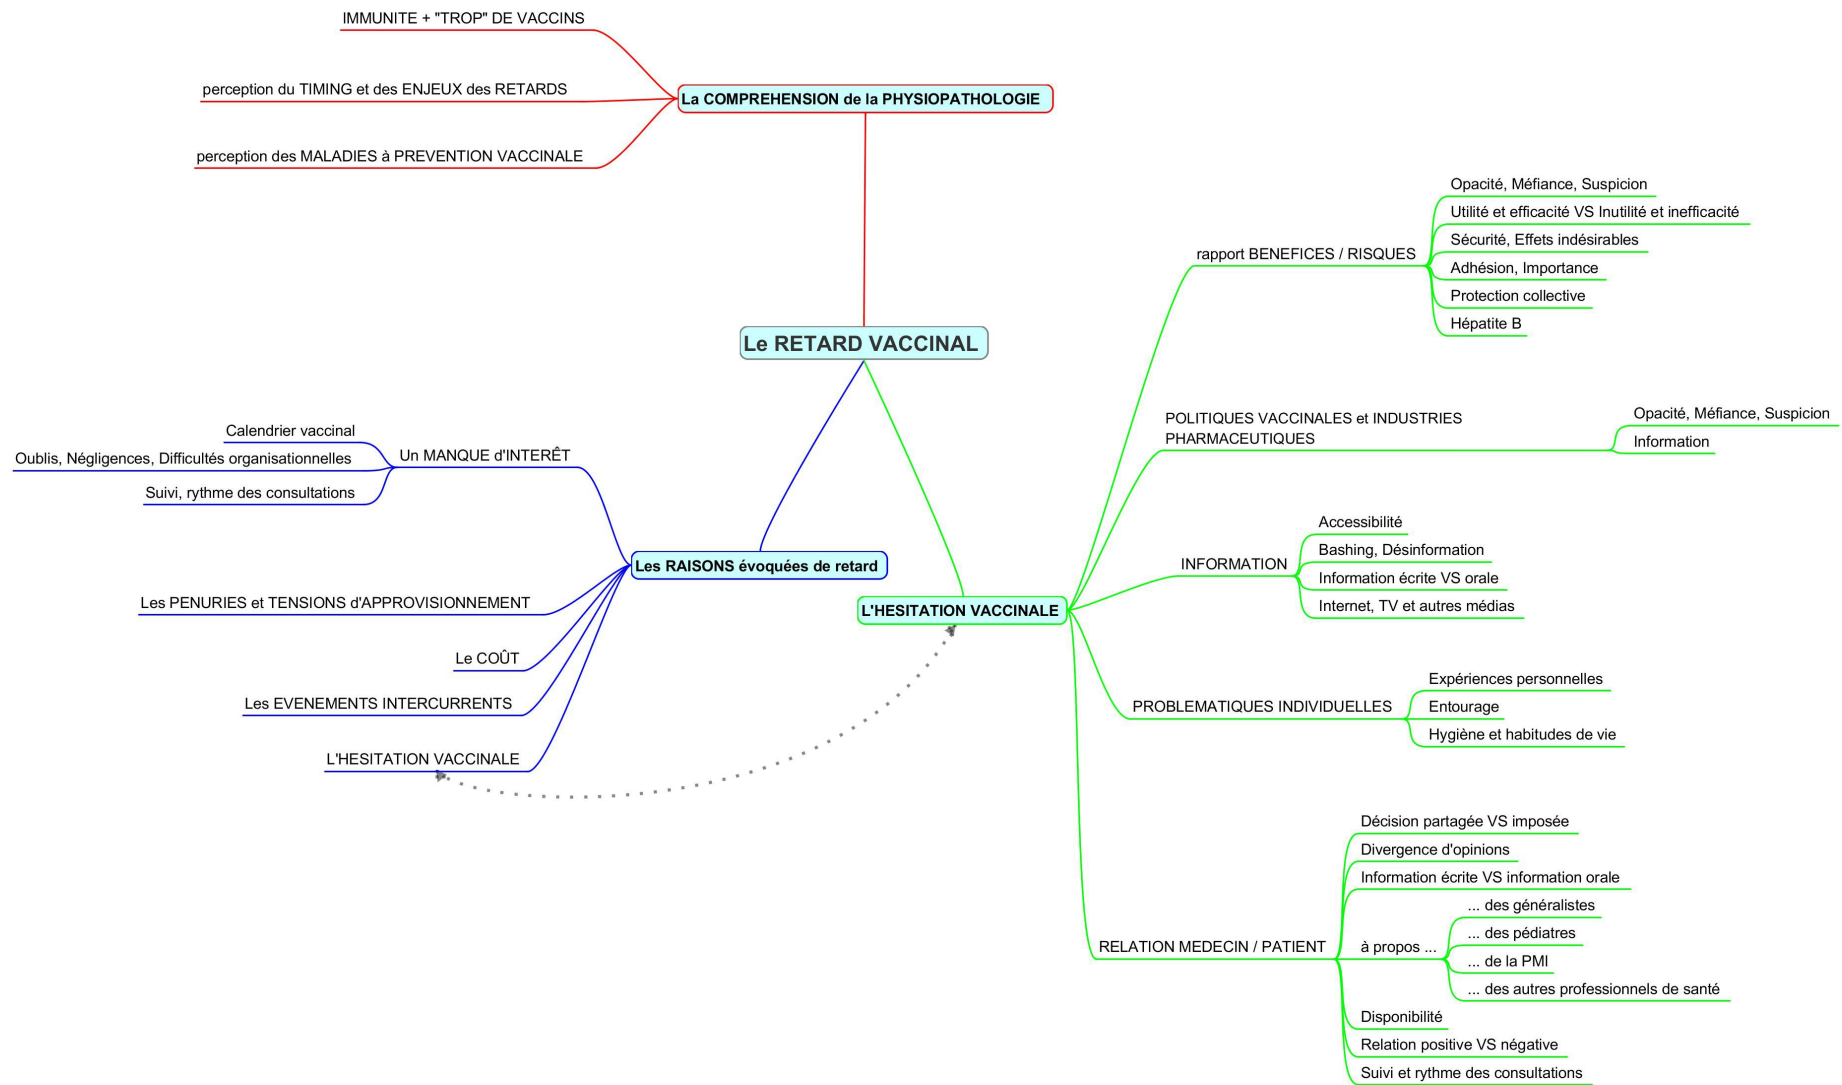 IMMUNITE + "TROP" DE VACCINS
perception du TIMING et des ENJEUX des RETARDS
La COMPREHENSION de la PHYSIOPATHOLOGIE
perception des MALADIES à PREVENTION VACCINALE
Le RETARD VACCINAL
Calendrier vaccinal
Oublis, Négligences, Difficultés organisationnelles
Suivi, rythme des consultations
Un MANQUE d'INTERÊT
Les RAISONS évoquées de retard
Les PENURIES et TENSIONS d'APPROVISIONNEMENT
Le COÛT
Les EVENEMENTS INTERCURRENTS
L'HESITATION VACCINALE
L'HESITATION VACCINALE
rapport BENEFICES / RISQUES
Opacité, Méfiance, Suspicion
Utilité et efficacité VS Inutilité et inefficacité
Sécurité, Effets indésirables
Adhésion, Importance
Protection collective
Hépatite B
POLITIQUES VACCINALES et INDUSTRIES
PHARMACEUTIQUES
Opacité, Méfiance, Suspicion
Information
INFORMATION
Accessibilité
Bashing, Désinformation
Information écrite VS orale
Internet, TV et autres médias
PROBLEMATIQUES INDIVIDUELLES
Expériences personnelles
Entourage
Hygiène et habitudes de vie
RELATION MEDECIN / PATIENT
Décision partagée VS imposée
Divergence d'opinions
Information écrite VS information orale
à propos ...
... des généralistes
... des pédiatres
... de la PMI
... des autres professionnels de santé
Disponibilité
Relation positive VS négative
Suivi et rythme des consultations